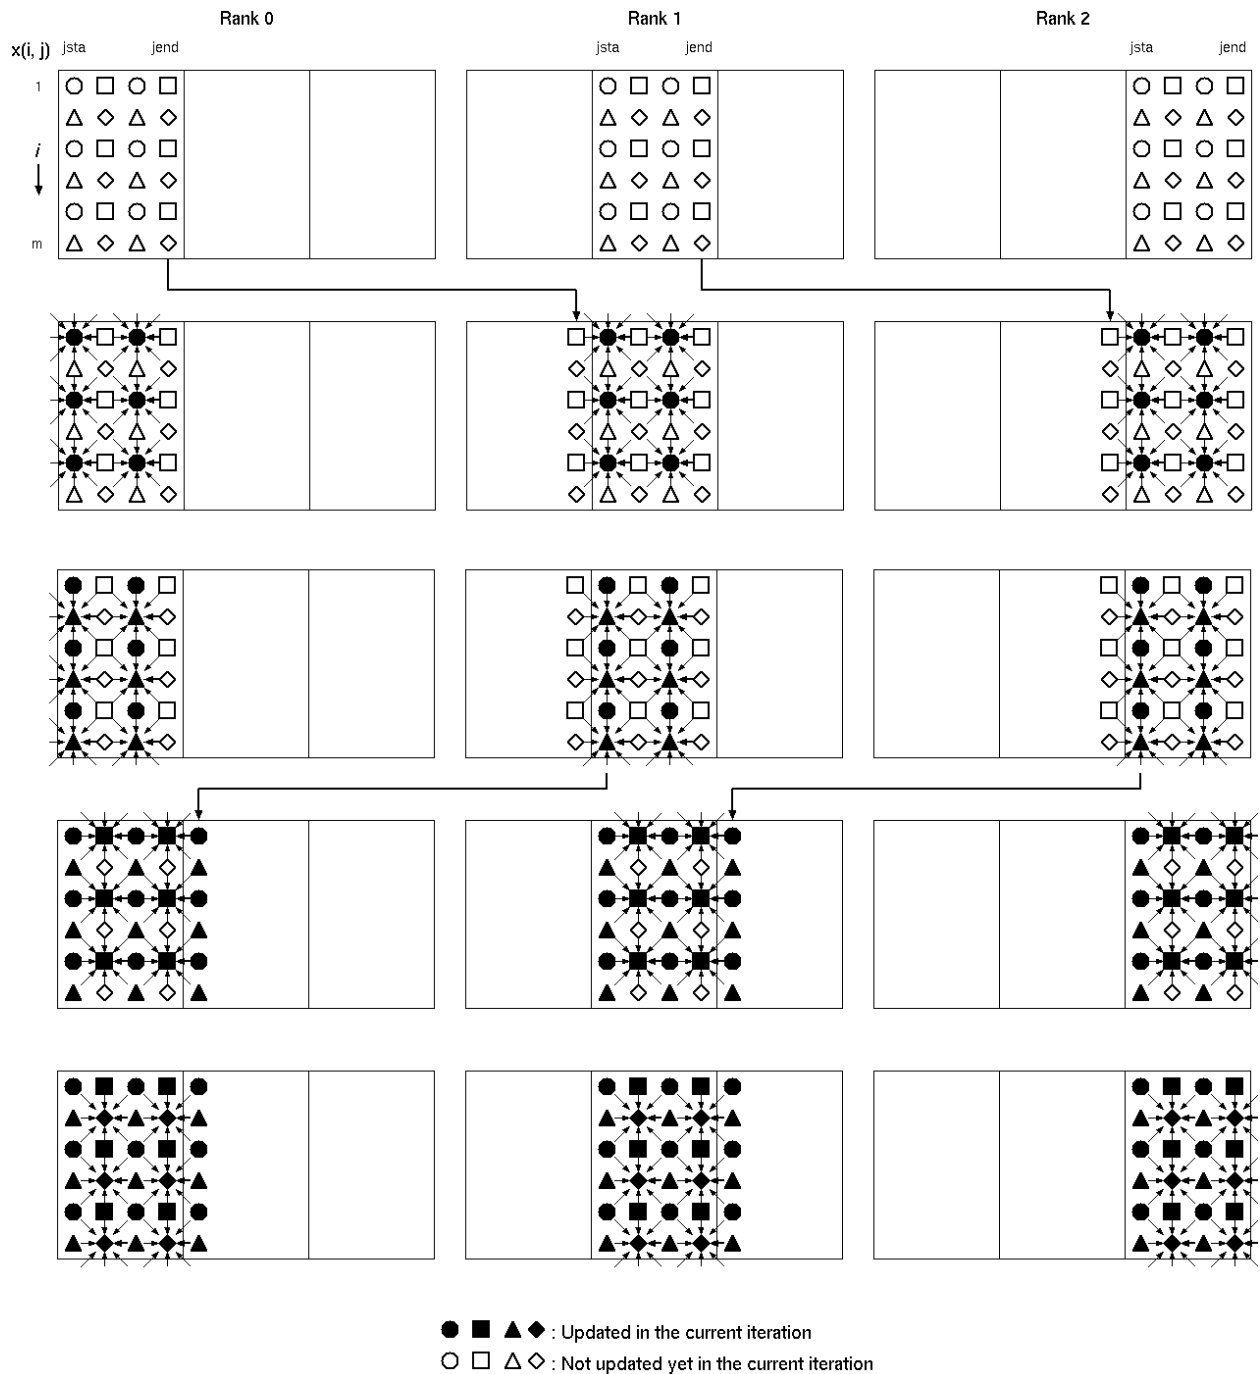 Rank 0 Rank 1 Rank 2
x(i, j) jsta jend jsta jend jsta jend
1
i
m
: Updated in the current iteration
: Not updated yet in the current iteration